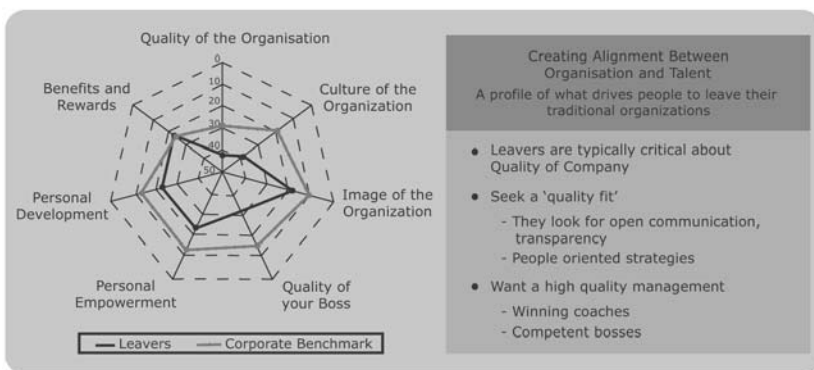 Quality of the Organisation
0
10
20
30
40
50
Benefits and
Rewards
Culture of the
Organization
Personal
Development
Image of the
Organization
Personal
Empowerment
Quality of
your Boss
Leavers
Corporate Benchmark
Creating Alignment Between
Organisation and Talent
A profile of what drives people to leave their
traditional organizations
• Leavers are typically critical about
Quality of Company
• Seek a ‘quality fit’
- They look for open communication,
transparency
- People oriented strategies
• Want a high quality management
- Winning coaches
- Competent bosses